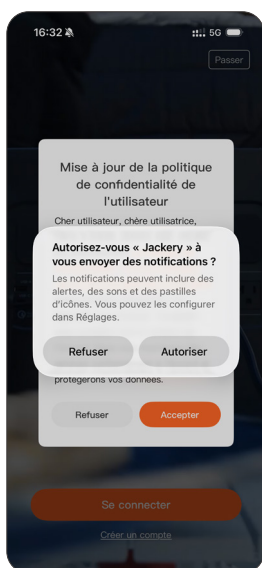 16:32
5G
Passer
Mise à jour de la politique
de confidentialité de
l'utilisateur
Cher utilisateur, chère utilisatrice,
Autorisez-vous « Jackery » à
vous envoyer des notifications ?
Les notifications peuvent inclure des
alertes, des sons et des pastilles
d'icônes. Vous pouvez les configurer
dans Réglages.
Refuser Autoriser
protégerons vos données.
Refuser Accepter
Se connecter
Créer un compte